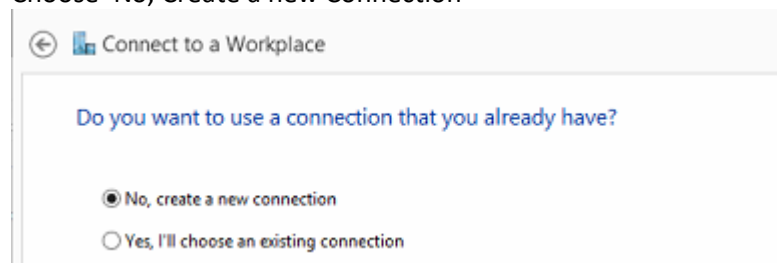 Choose 'No, Create a new Connection'
Connect to a Workplace
Do you want to use a connection that you already have?
No, create a new connection
Yes, I'll choose an existing connection